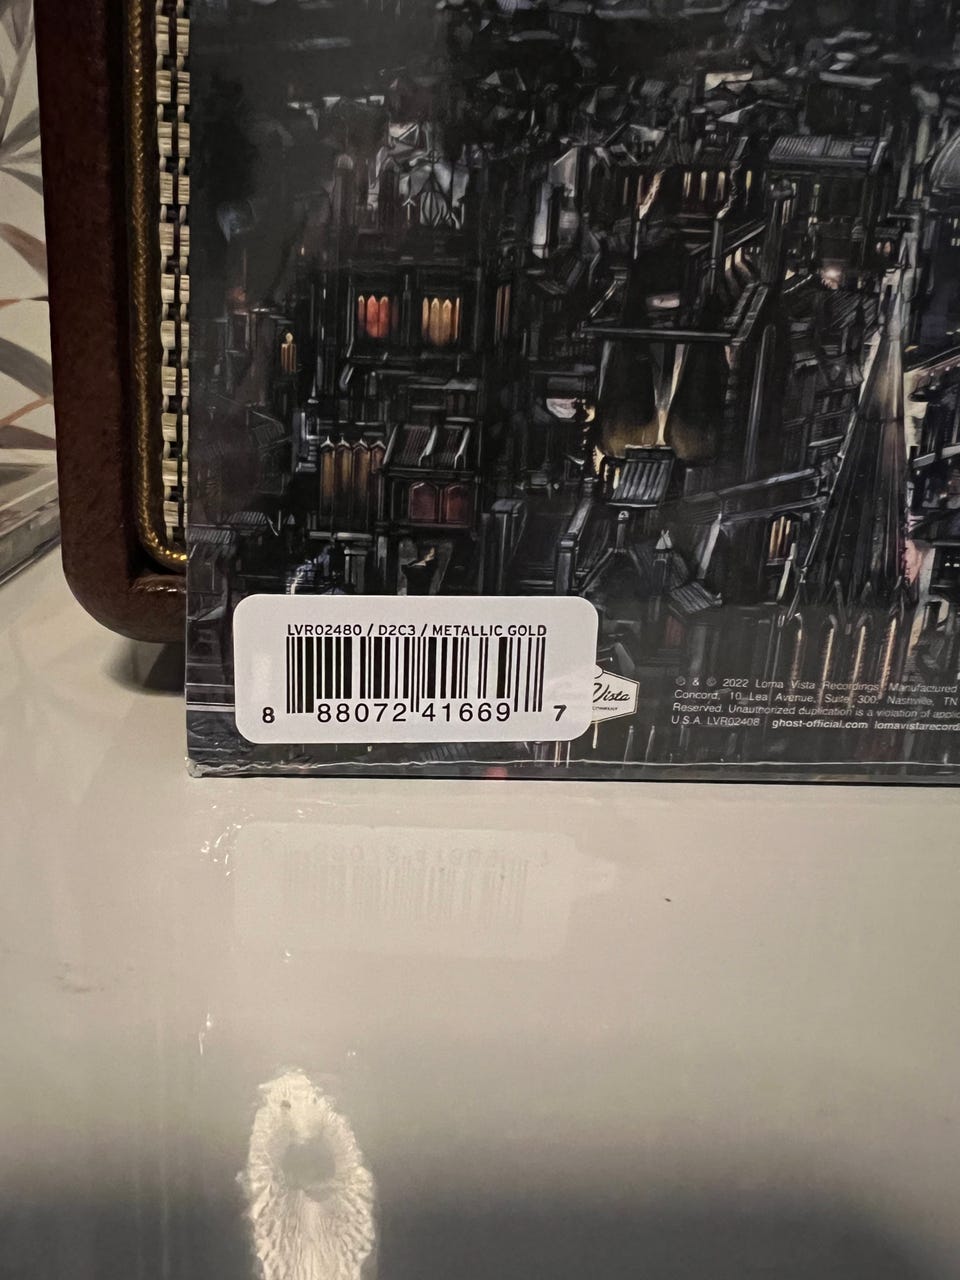 LVR02480 / D2C3 / METALLIC GOLD
8 88072 41669 7
Vista
COMPANY
℗ & © 2022 Loma Vista Recordings. Manufactured
Concord, 10 Lea Avenue, Suite 300, Nashville, TN
Reserved. Unauthorized duplication is a violation of
U.S.A. LVR02408 ghost-official.com